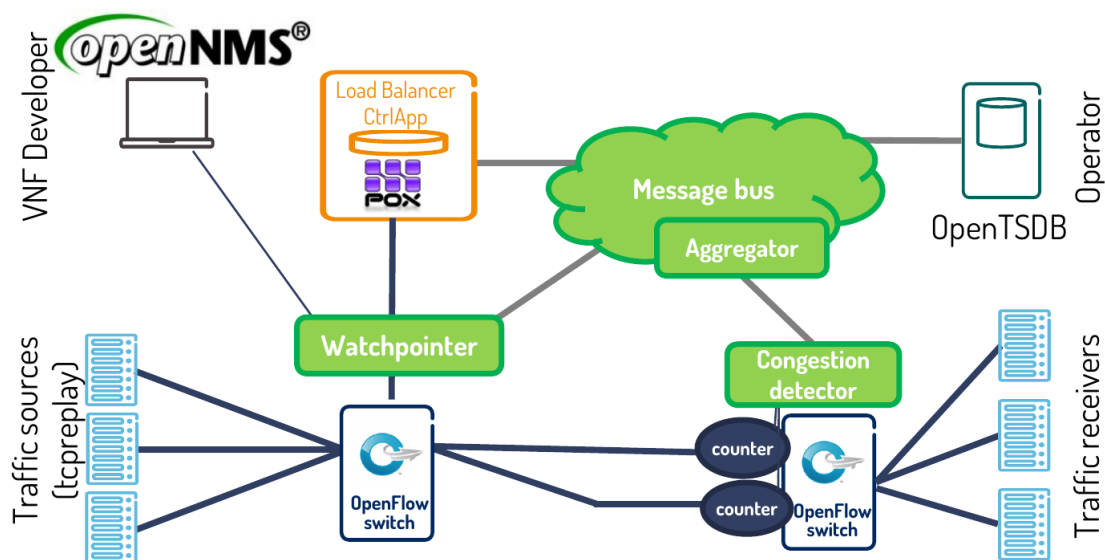 openNMS®
VNF Developer
Load Balancer
CtrlApp
POX
Message bus
Aggregator
OpenTSDB
Operator
Watchpointer
Congestion
detector
Traffic sources
(tcpreplay)
counter
counter
OpenFlow
switch
OpenFlow
switch
Traffic receivers